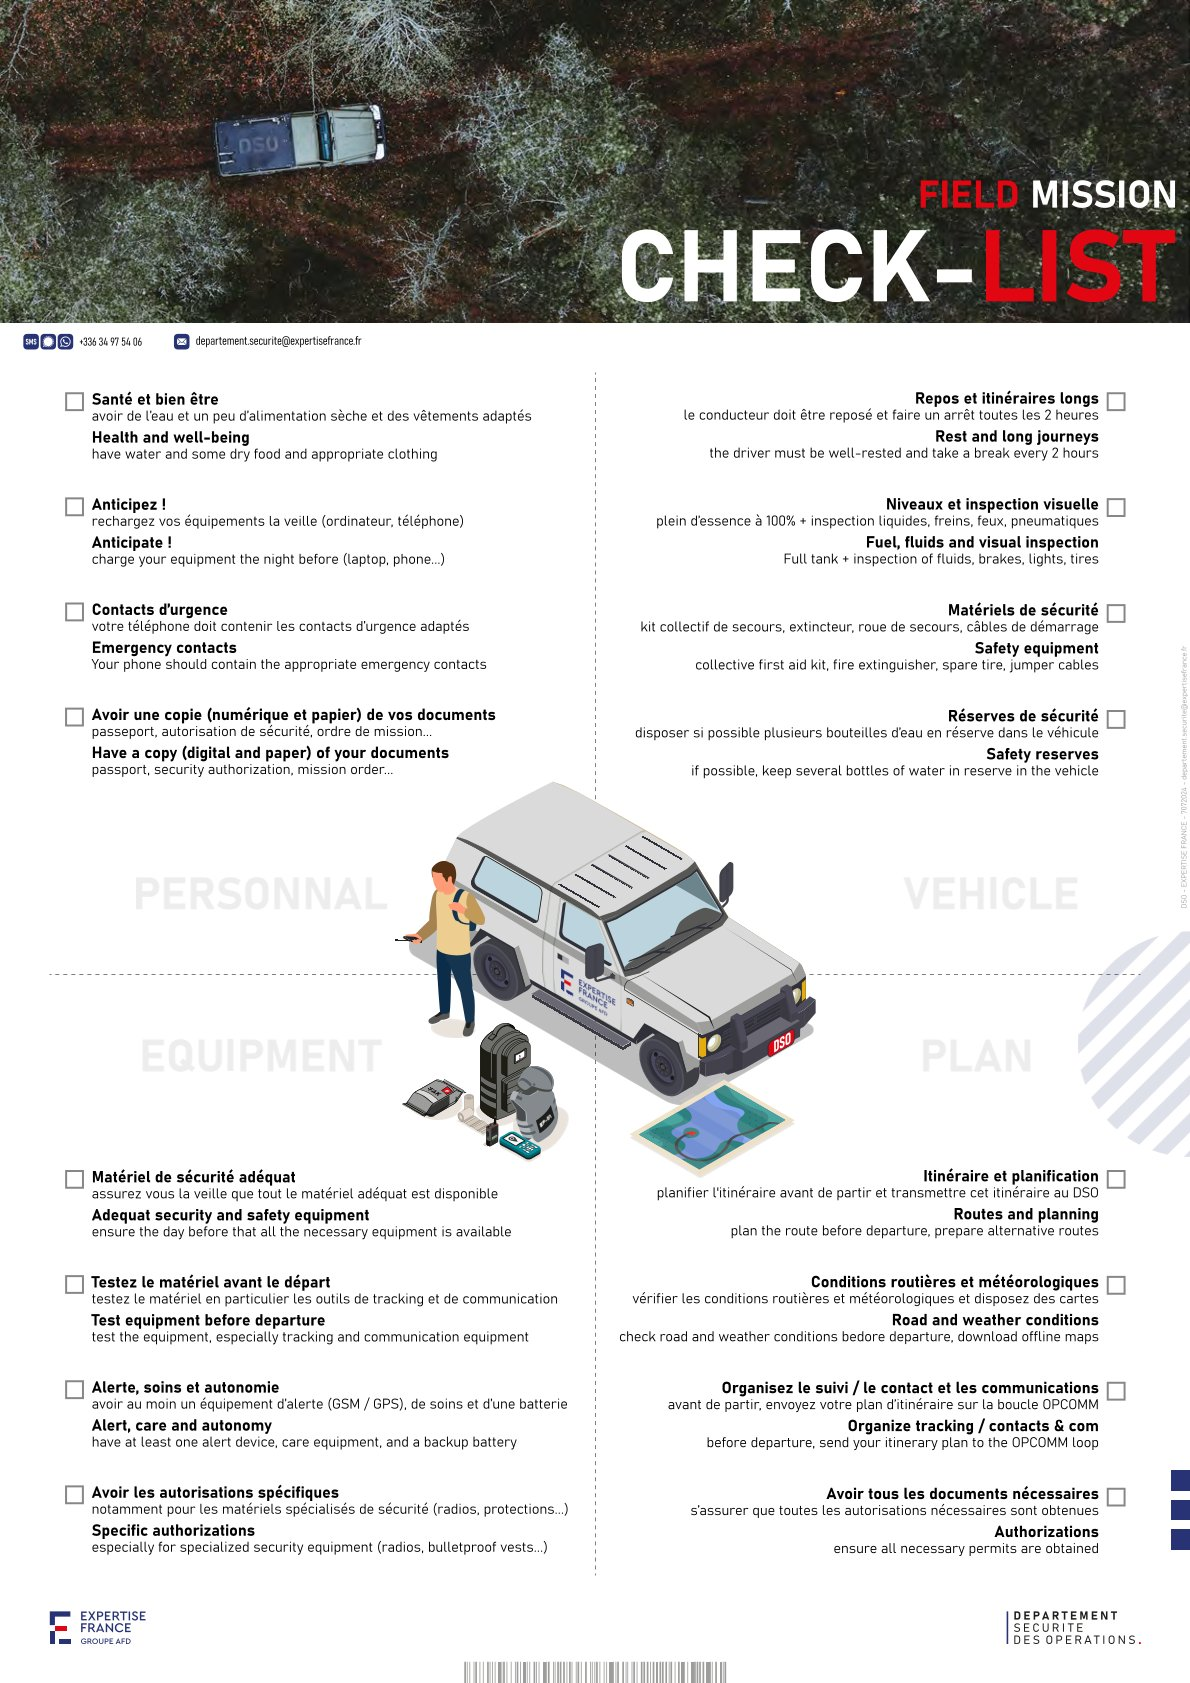 DSO
FIELD MISSION
CHECK-LIST
SMS
+336 34 97 54 06
departement.securite@expertisefrance.fr
Santé et bien être
avoir de l'eau et un peu d'alimentation sèche et des vêtements adaptés
Health and well-being
have water and some dry food and appropriate clothing
Anticipez !
rechargez vos équipements la veille (ordinateur, téléphone)
Anticipate !
charge your equipment the night before (laptop, phone...)
Contacts d'urgence
votre téléphone doit contenir les contacts d'urgence adaptés
Emergency contacts
Your phone should contain the appropriate emergency contacts
Avoir une copie (numérique et papier) de vos documents
passeport, autorisation de sécurité, ordre de mission...
Have a copy (digital and paper) of your documents
passport, security authorization, mission order...
Repos et itinéraires longs
le conducteur doit être reposé et faire un arrêt toutes les 2 heures
Rest and long journeys
the driver must be well-rested and take a break every 2 hours
Niveaux et inspection visuelle
plein d'essence à 100% + inspection liquides, freins, feux, pneumatiques
Fuel, fluids and visual inspection
Full tank + inspection of fluids, brakes, lights, tires
Matériels de sécurité
kit collectif de secours, extincteur, roue de secours, câbles de démarrage
Safety equipment
collective first aid kit, fire extinguisher, spare tire, jumper cables
Réserves de sécurité
disposer si possible plusieurs bouteilles d'eau en réserve dans le véhicule
Safety reserves
if possible, keep several bottles of water in reserve in the vehicle
DSO - EXPERTISE FRANCE - 7072024 - departement.securite@expertisefrance.fr
PERSONNAL
VEHICLE
EXPERTISE
FRANCE
GROUPE AFD
DSO
EQUIPMENT
PLAN
Matériel de sécurité adéquat
assurez vous la veille que tout le matériel adéquat est disponible
Adequat security and safety equipment
ensure the day before that all the necessary equipment is available
Testez le matériel avant le départ
testez le matériel en particulier les outils de tracking et de communication
Test equipment before departure
test the equipment, especially tracking and communication equipment
Alerte, soins et autonomie
avoir au moin un équipement d'alerte (GSM / GPS), de soins et d'une batterie
Alert, care and autonomy
have at least one alert device, care equipment, and a backup battery
Avoir les autorisations spécifiques
notamment pour les matériels spécialisés de sécurité (radios, protections...)
Specific authorizations
especially for specialized security equipment (radios, bulletproof vests...)
Itinéraire et planification
planifier l'itinéraire avant de partir et transmettre cet itinéraire au DSO
Routes and planning
plan the route before departure, prepare alternative routes
Conditions routières et météorologiques
vérifier les conditions routières et météorologiques et disposez des cartes
Road and weather conditions
check road and weather conditions bedore departure, download offline maps
Organisez le suivi / le contact et les communications
avant de partir, envoyez votre plan d'itinéraire sur la boucle OPCOMM
Organize tracking / contacts & com
before departure, send your itinerary plan to the OPCOMM loop
Avoir tous les documents nécessaires
s'assurer que toutes les autorisations nécessaires sont obtenues
Authorizations
ensure all necessary permits are obtained
EXPERTISE
FRANCE
GROUPE AFD
DEPARTEMENT
SECURITE
DES OPERATIONS.